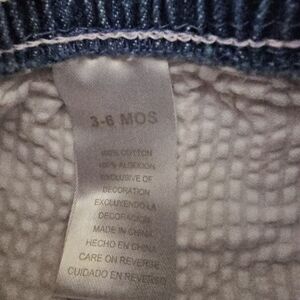 3-6 MOS
100% COTTON
100% ALGODON
EXCLUSIVE OF
DECORATION
EXCLUYENDO LA
DECORACION
MADE IN CHINA
HECHO EN CHINA
CARE ON REVERSE
CUIDADO EN REVERSO